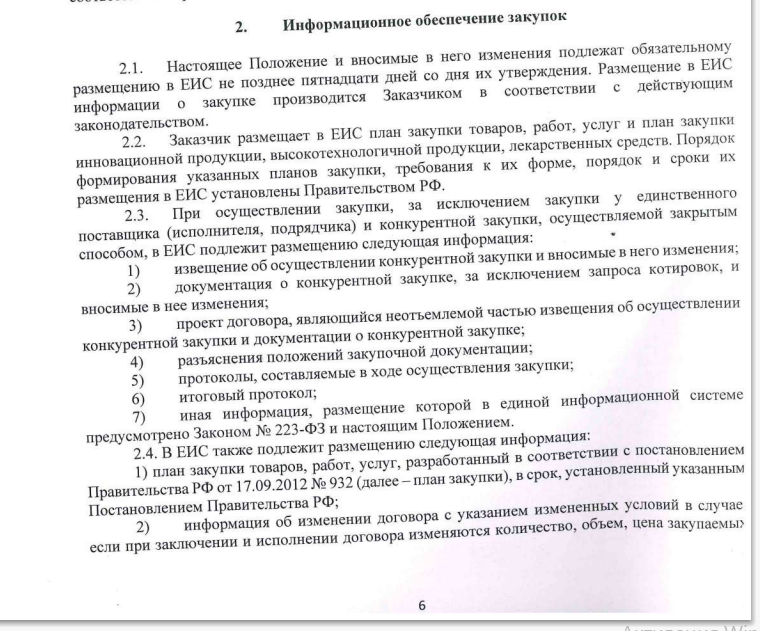 2. Информационное обеспечение закупок
2.1. Настоящее Положение и вносимые в него изменения подлежат обязательному
размещению в ЕИС не позднее пятнадцати дней со дня их утверждения. Размещение в ЕИС
информации о закупке производится Заказчиком в соответствии с действующим
законодательством.
2.2. Заказчик размещает в ЕИС план закупки товаров, работ, услуг и план закупки
инновационной продукции, высокотехнологичной продукции, лекарственных средств. Порядок
формирования указанных планов закупки, требования к их форме, порядок и сроки их
размещения в ЕИС установлены Правительством РФ.
2.3. При осуществлении закупки, за исключением закупки у единственного
поставщика (исполнителя, подрядчика) и конкурентной закупки, осуществляемой закрытым
способом, в ЕИС подлежит размещению следующая информация:
1) извещение об осуществлении конкурентной закупки и вносимые в него изменения;
2) документация о конкурентной закупке, за исключением запроса котировок, и
вносимые в нее изменения;
3) проект договора, являющийся неотъемлемой частью извещения об осуществлении
конкурентной закупки и документации о конкурентной закупке;
4) разъяснения положений закупочной документации;
5) протоколы, составляемые в ходе осуществления закупки;
6) итоговый протокол;
7) иная информация, размещение которой в единой информационной системе
предусмотрено Законом № 223-ФЗ и настоящим Положением.
2.4. В ЕИС также подлежит размещению следующая информация:
1) план закупки товаров, работ, услуг, разработанный в соответствии с постановлением
Правительства РФ от 17.09.2012 № 932 (далее – план закупки), в срок, установленный указанным
Постановлением Правительства РФ;
2) информация об изменении договора с указанием измененных условий в случае
если при заключении и исполнении договора изменяются количество, объем, цена закупаемых
6